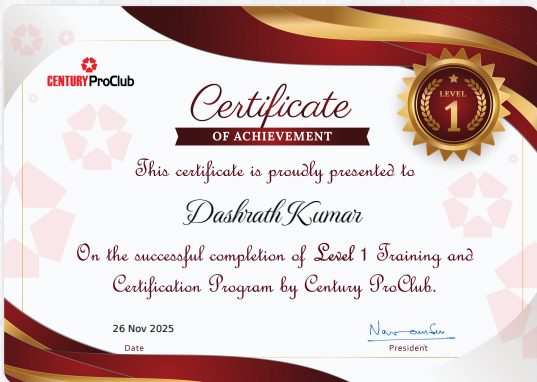 CENTURY ProClub
Certificate
OF ACHIEVEMENT
LEVEL
1
This certificate is proudly presented to
Dashrath Kumar
On the successful completion of Level 1 Training and
Certification Program by Century ProClub.
26 Nov 2025
Date
President